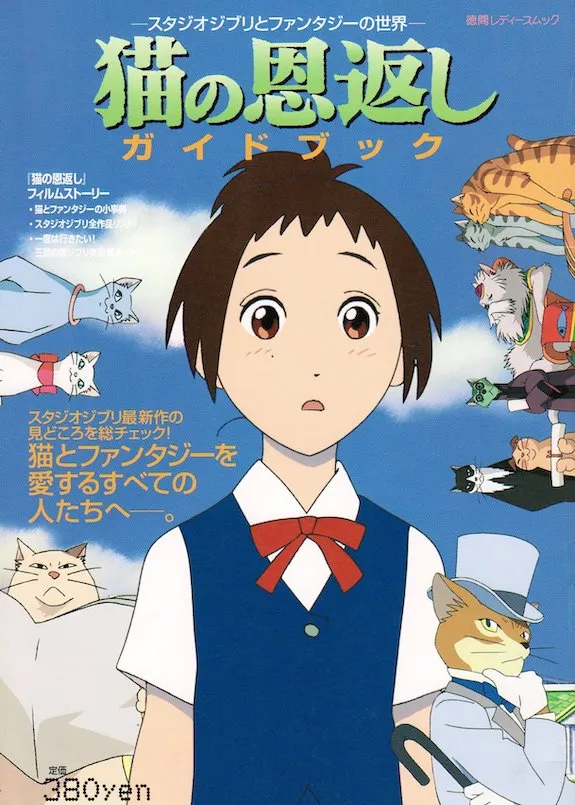 ―スタジオジブリとファンタジーの世界―
徳間レディースムック
猫の恩返し
ガイドブック
『猫の恩返し』
フィルムストーリー
・猫とファンタジーの小事典
・スタジオジブリ全作品リスト
・一度は行きたい!
スタジオジブリ最新作の
見どころを総チェック!
猫とファンタジーを
愛するすべての
人たちへ――。
定価
380yen